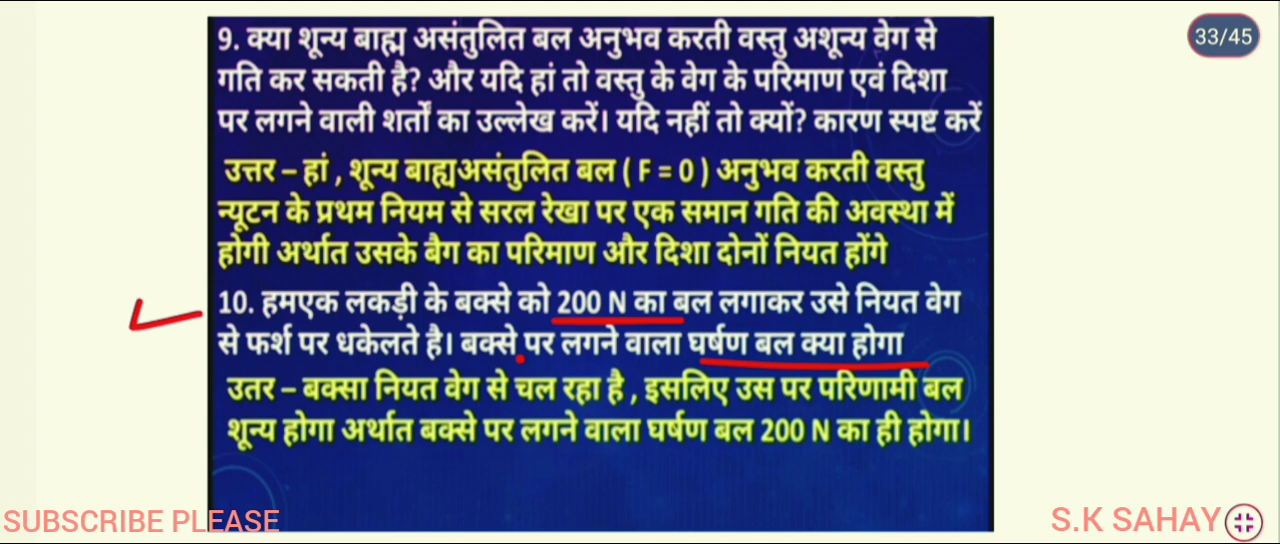 33/45
9. क्या शून्य बाह्य असंतुलित बल अनुभव करती वस्तु अशून्य वेग से
गति कर सकती है? और यदि हां तो वस्तु के वेग के परिमाण एवं दिशा
पर लगने वाली शर्तों का उल्लेख करें। यदि नहीं तो क्यों? कारण स्पष्ट करें
उत्तर – हां , शून्य बाह्यअसंतुलित बल ( F = 0 ) अनुभव करती वस्तु
न्यूटन के प्रथम नियम से सरल रेखा पर एक समान गति की अवस्था में
होगी अर्थात उसके बैग का परिमाण और दिशा दोनों नियत होंगे
10. हमएक लकड़ी के बक्से को 200 N का बल लगाकर उसे नियत वेग
से फर्श पर धकेलते है। बक्से पर लगने वाला घर्षण बल क्या होगा
उतर – बक्सा नियत वेग से चल रहा है , इसलिए उस पर परिणामी बल
शून्य होगा अर्थात बक्से पर लगने वाला घर्षण बल 200 N का ही होगा।
SUBSCRIBE PLEASE
S.K SAHAY